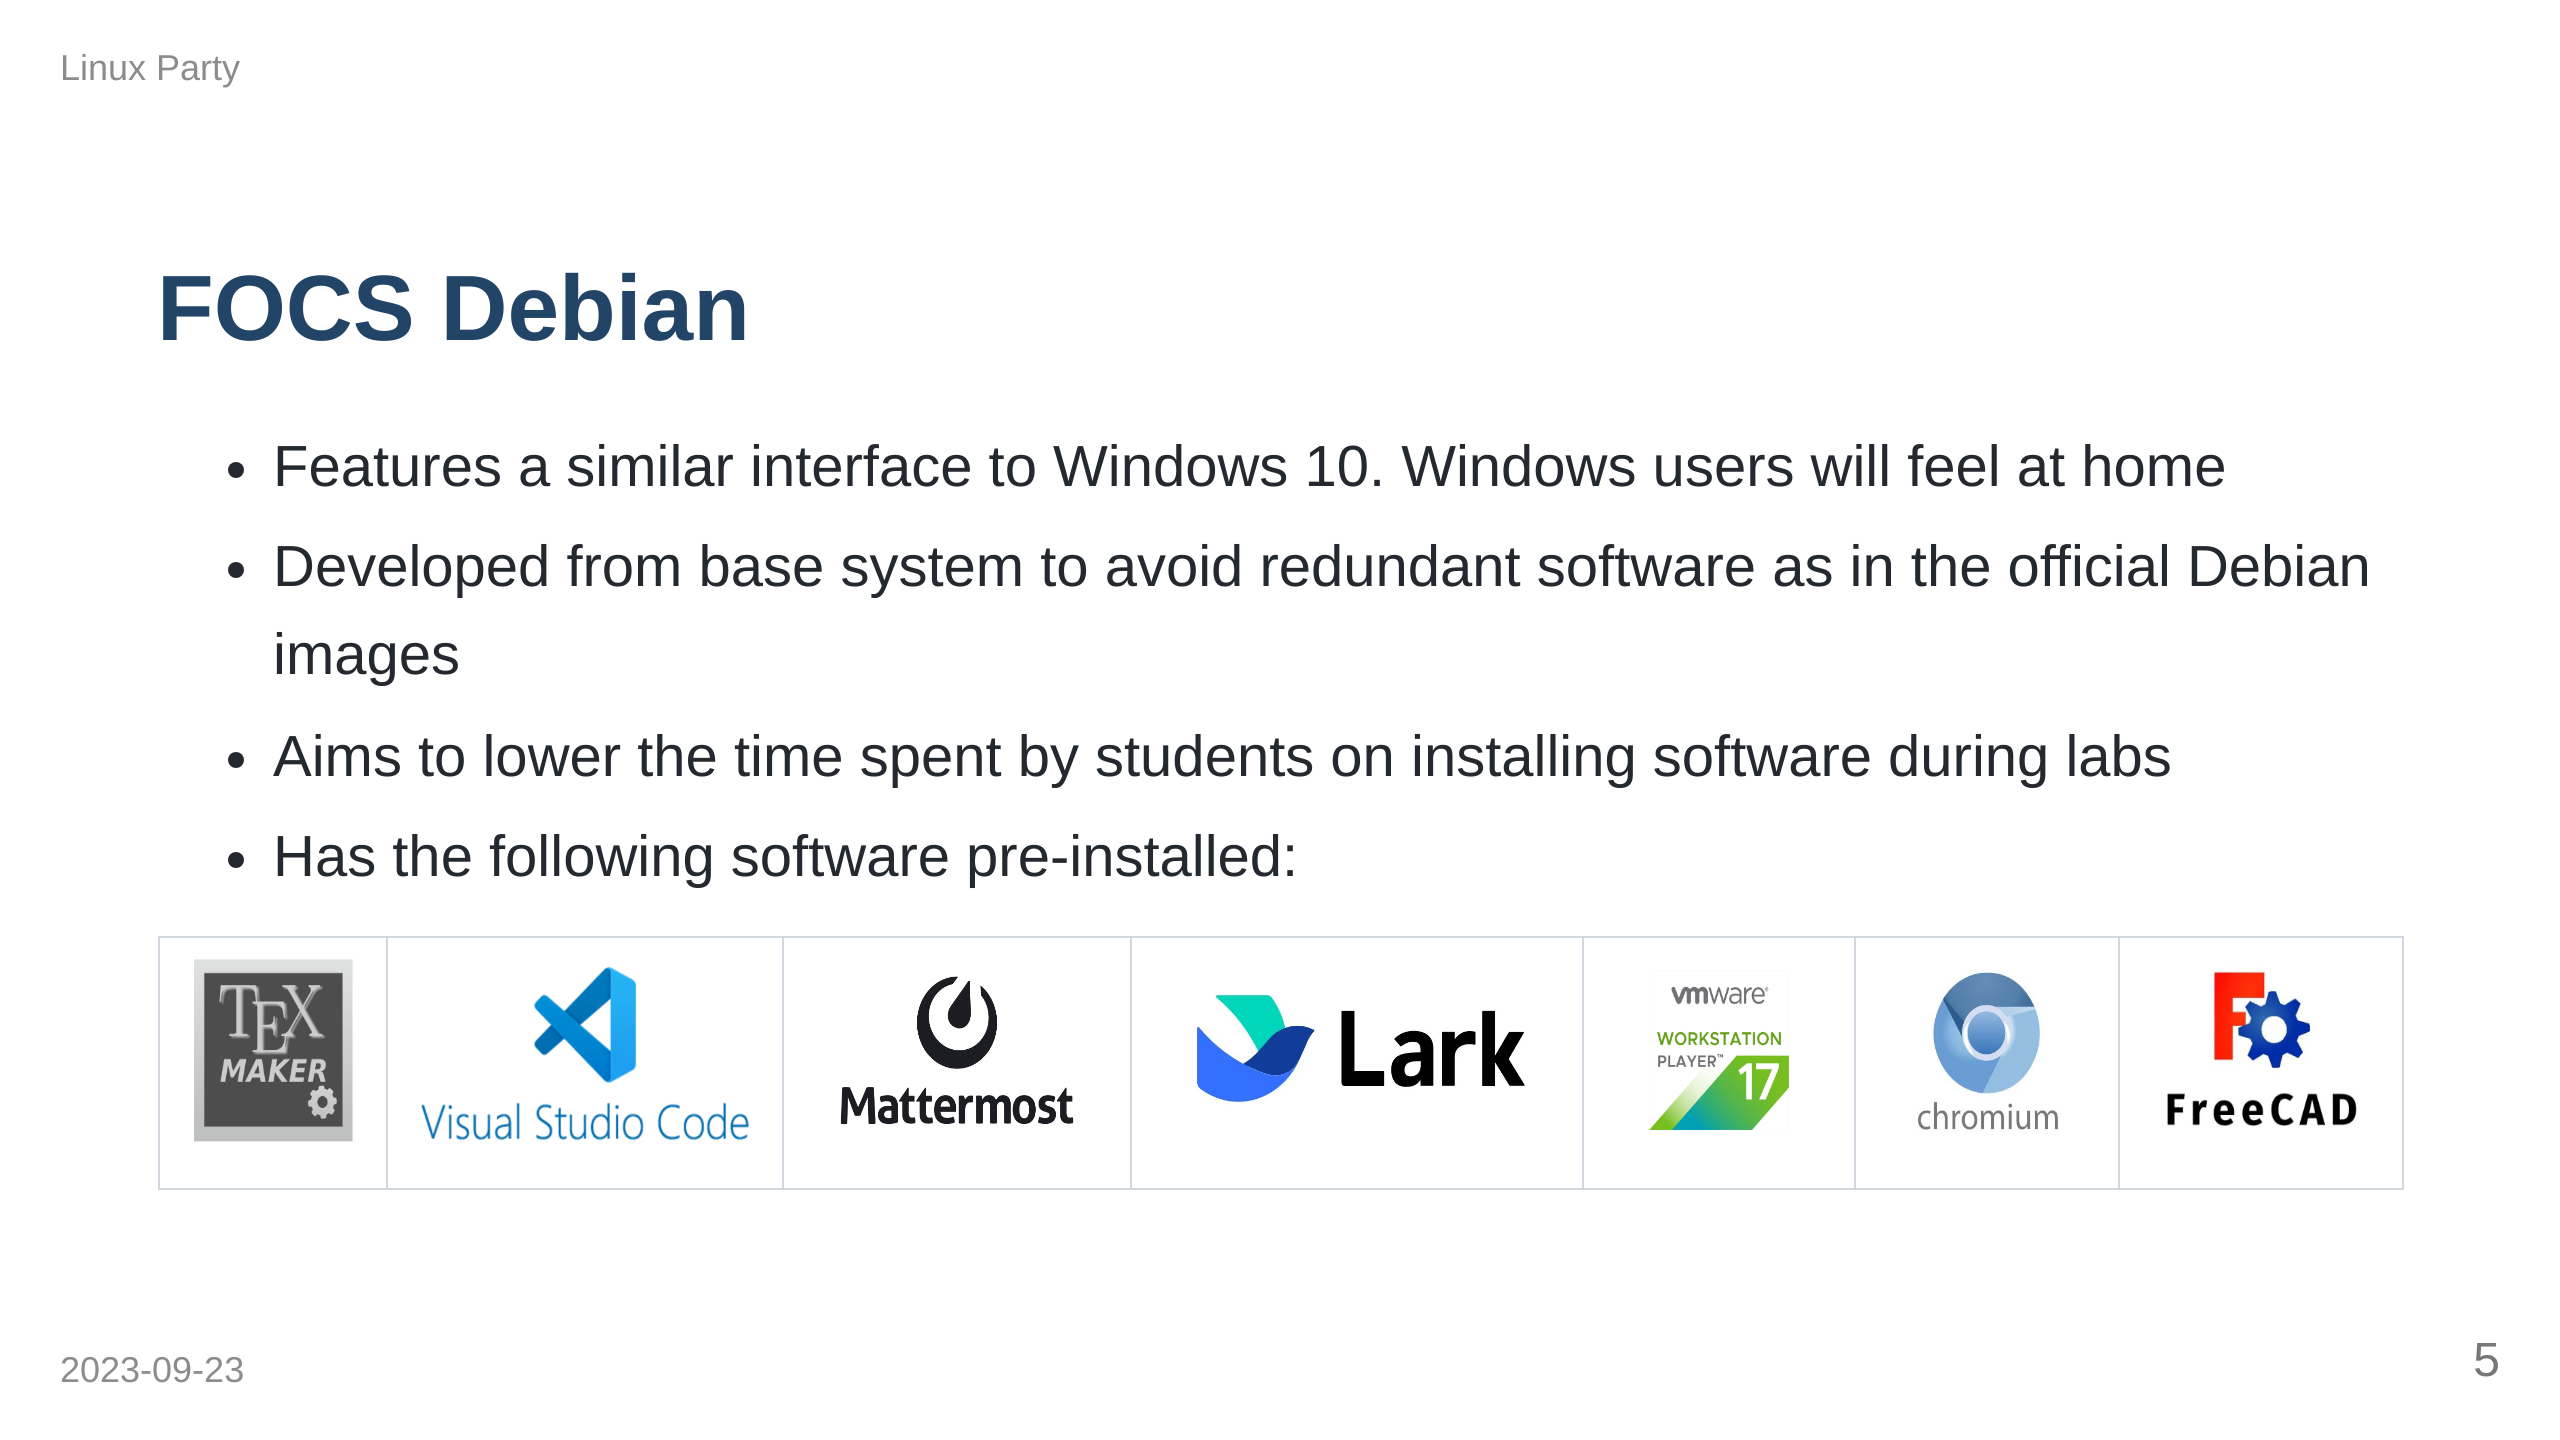 Linux Party
FOCS Debian
• Features a similar interface to Windows 10. Windows users will feel at home
• Developed from base system to avoid redundant software as in the official Debian
images
• Aims to lower the time spent by students on installing software during labs
• Has the following software pre-installed:
TEX
MAKER
Visual Studio Code
Mattermost
Lark
vmware®
WORKSTATION
PLAYER™
17
chromium
FreeCAD
2023-09-23
5